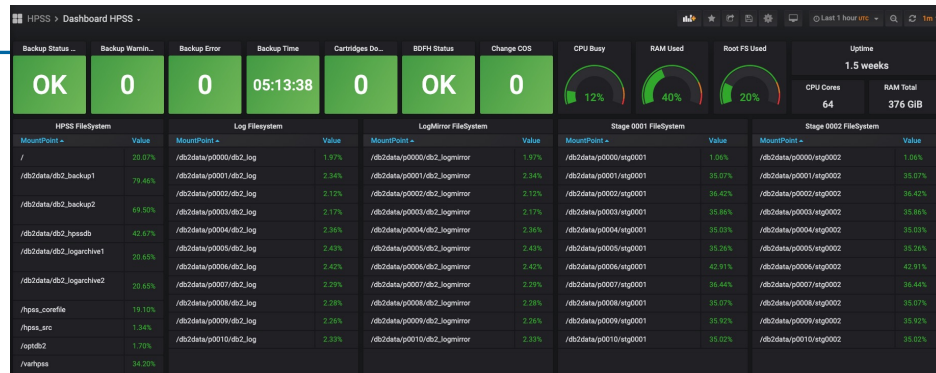 HPSS > Dashboard HPSS
Last 1 hour UTC
1m
Backup Status ...
Backup Warnin...
Backup Error
Backup Time
Cartridges Do...
BDFH Status
Change COS
CPU Busy
RAM Used
Root FS Used
Uptime
OK
0
0
05:13:38
0
OK
0
12%
40%
20%
1.5 weeks
CPU Cores
RAM Total
64
376 GiB
HPSS FileSystem
MountPoint Value
/ 20.07%
/db2data/db2_backup1 79.46%
/db2data/db2_backup2 69.50%
/db2data/db2_hpssdb 42.67%
/db2data/db2_logarchive1 20.65%
/db2data/db2_logarchive2 20.65%
/hpss_corefile 19.10%
/hpss_src 1.34%
/optdb2 1.70%
/varhpss 34.20%
Log Filesystem
MountPoint Value
/db2data/p0000/db2_log 1.97%
/db2data/p0001/db2_log 2.34%
/db2data/p0002/db2_log 2.12%
/db2data/p0003/db2_log 2.17%
/db2data/p0004/db2_log 2.36%
/db2data/p0005/db2_log 2.43%
/db2data/p0006/db2_log 2.42%
/db2data/p0007/db2_log 2.29%
/db2data/p0008/db2_log 2.28%
/db2data/p0009/db2_log 2.26%
/db2data/p0010/db2_log 2.33%
LogMirror FileSystem
MountPoint Value
/db2data/p0000/db2_logmirror 1.97%
/db2data/p0001/db2_logmirror 2.34%
/db2data/p0002/db2_logmirror 2.12%
/db2data/p0003/db2_logmirror 2.17%
/db2data/p0004/db2_logmirror 2.36%
/db2data/p0005/db2_logmirror 2.43%
/db2data/p0006/db2_logmirror 2.42%
/db2data/p0007/db2_logmirror 2.29%
/db2data/p0008/db2_logmirror 2.28%
/db2data/p0009/db2_logmirror 2.26%
/db2data/p0010/db2_logmirror 2.33%
Stage 0001 FileSystem
MountPoint Value
/db2data/p0000/stg0001 1.06%
/db2data/p0001/stg0001 35.07%
/db2data/p0002/stg0001 36.42%
/db2data/p0003/stg0001 35.86%
/db2data/p0004/stg0001 35.03%
/db2data/p0005/stg0001 35.26%
/db2data/p0006/stg0001 42.91%
/db2data/p0007/stg0001 36.44%
/db2data/p0008/stg0001 35.07%
/db2data/p0009/stg0001 35.92%
/db2data/p0010/stg0001 35.02%
Stage 0002 FileSystem
MountPoint Value
/db2data/p0000/stg0002 1.06%
/db2data/p0001/stg0002 35.07%
/db2data/p0002/stg0002 36.42%
/db2data/p0003/stg0002 35.86%
/db2data/p0004/stg0002 35.03%
/db2data/p0005/stg0002 35.26%
/db2data/p0006/stg0002 42.91%
/db2data/p0007/stg0002 36.44%
/db2data/p0008/stg0002 35.07%
/db2data/p0009/stg0002 35.92%
/db2data/p0010/stg0002 35.02%